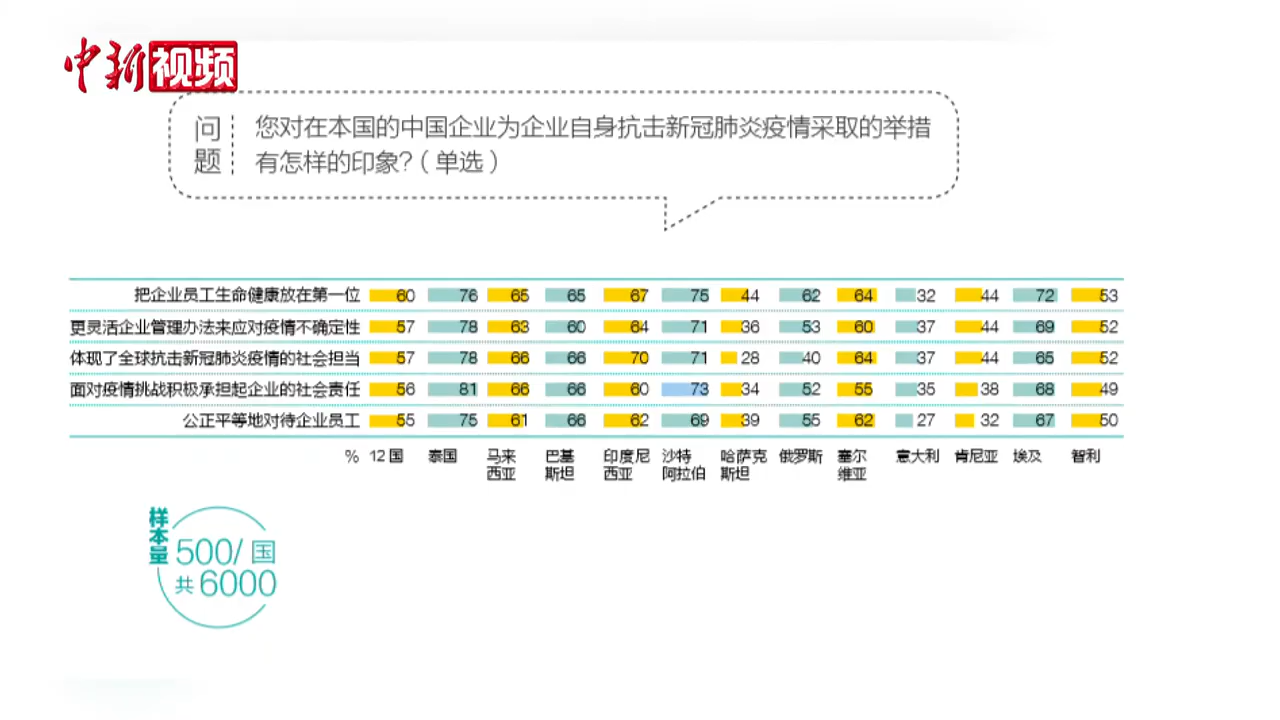 中新视频
问题
您对在本国的中国企业为企业自身抗击新冠肺炎疫情采取的举措
有怎样的印象?(单选)
把企业员工生命健康放在第一位 60 76 65 65 67 75 44 62 64 32 44 72 53
更灵活企业管理办法来应对疫情不确定性 57 78 63 60 64 71 36 53 60 37 44 69 52
体现了全球抗击新冠肺炎疫情的社会担当 57 78 66 66 70 71 28 40 64 37 44 65 52
面对疫情挑战积极承担起企业的社会责任 56 81 66 66 60 73 34 52 55 35 38 68 49
公正平等地对待企业员工 55 75 61 66 62 69 39 55 62 27 32 67 50
% 12国 泰国 马来西亚 巴基斯坦 印度尼西亚 沙特阿拉伯 哈萨克斯坦 俄罗斯 塞尔维亚 意大利 肯尼亚 埃及 智利
样本量
500/国
共6000